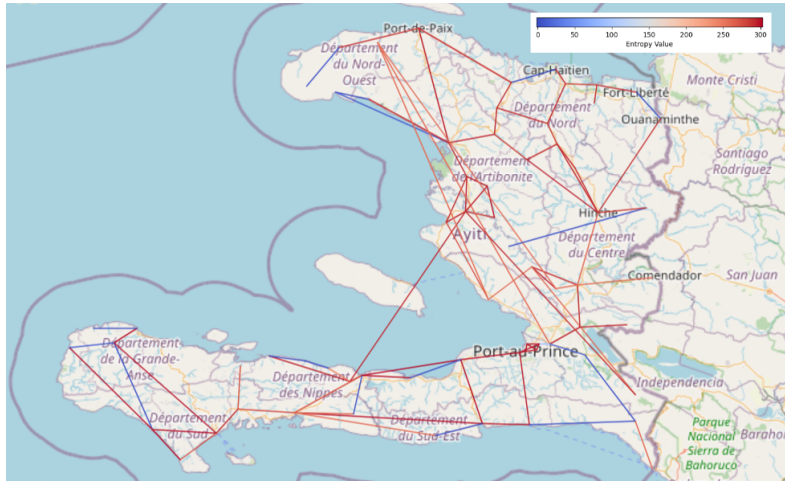 Port-de-Paix
0 50 100 150 200 250 300
Entropy Value
Département
du Nord-
Ouest
Cap-Haïtien
Monte Cristi
Fort-Liberté
Département
du Nord
Ouanaminthe
Santiago
Rodríguez
Département
de l'Artibonite
Hinche
Ayiti
Département
du Centre
Comendador
San Juan
Département
de la Grande-
Anse
Port-au-Prince
Département
des Nippes
Independencia
Département
du Sud
Département
du Sud-Est
Parque
Nacional
Sierra de
Bahoruco
Baraho